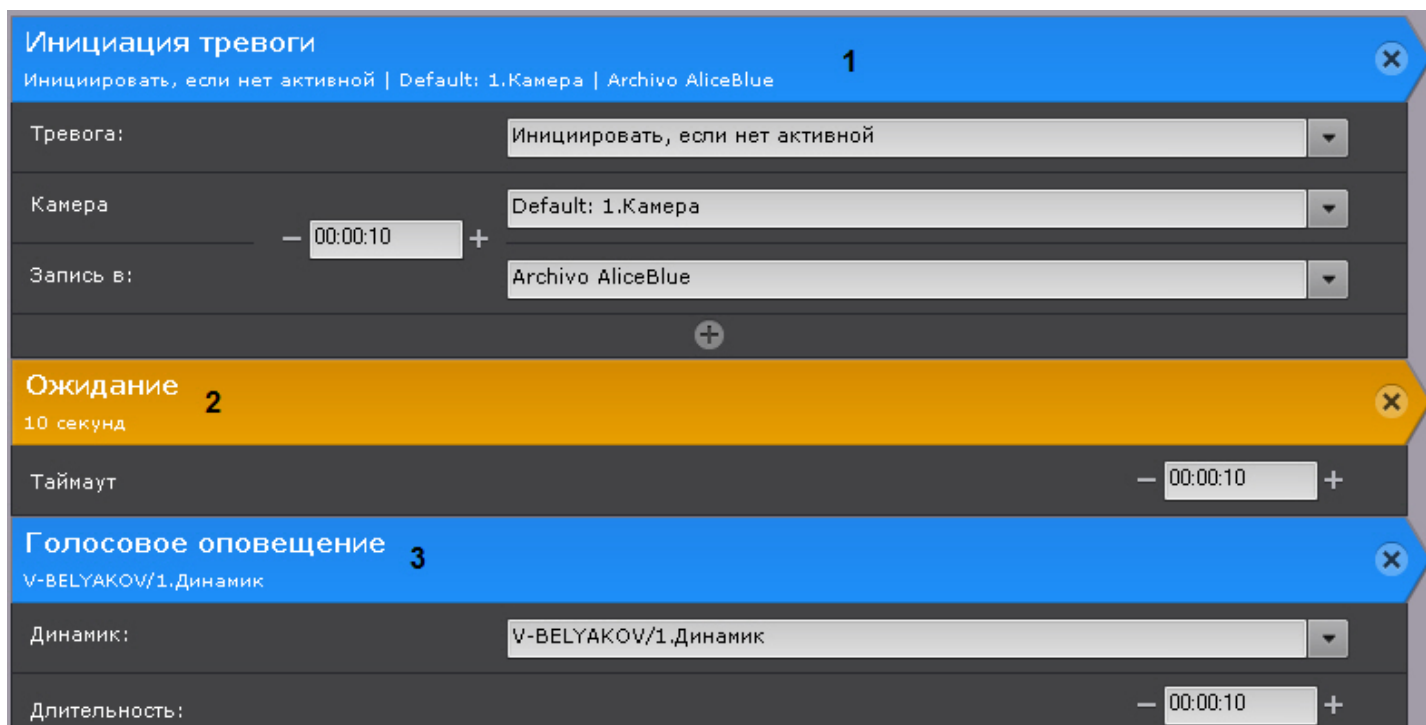 Инициация тревоги
1
Инициировать, если нет активной | Default: 1.Камера | Archivo AliceBlue
Тревога:
Инициировать, если нет активной
Камера
Default: 1.Камера
00:00:10
Запись в:
Archivo AliceBlue
Ожидание
2
10 секунд
Таймаут
00:00:10
Голосовое оповещение
3
V-BELYAKOV/1.Динамик
Динамик:
V-BELYAKOV/1.Динамик
Длительность:
00:00:10